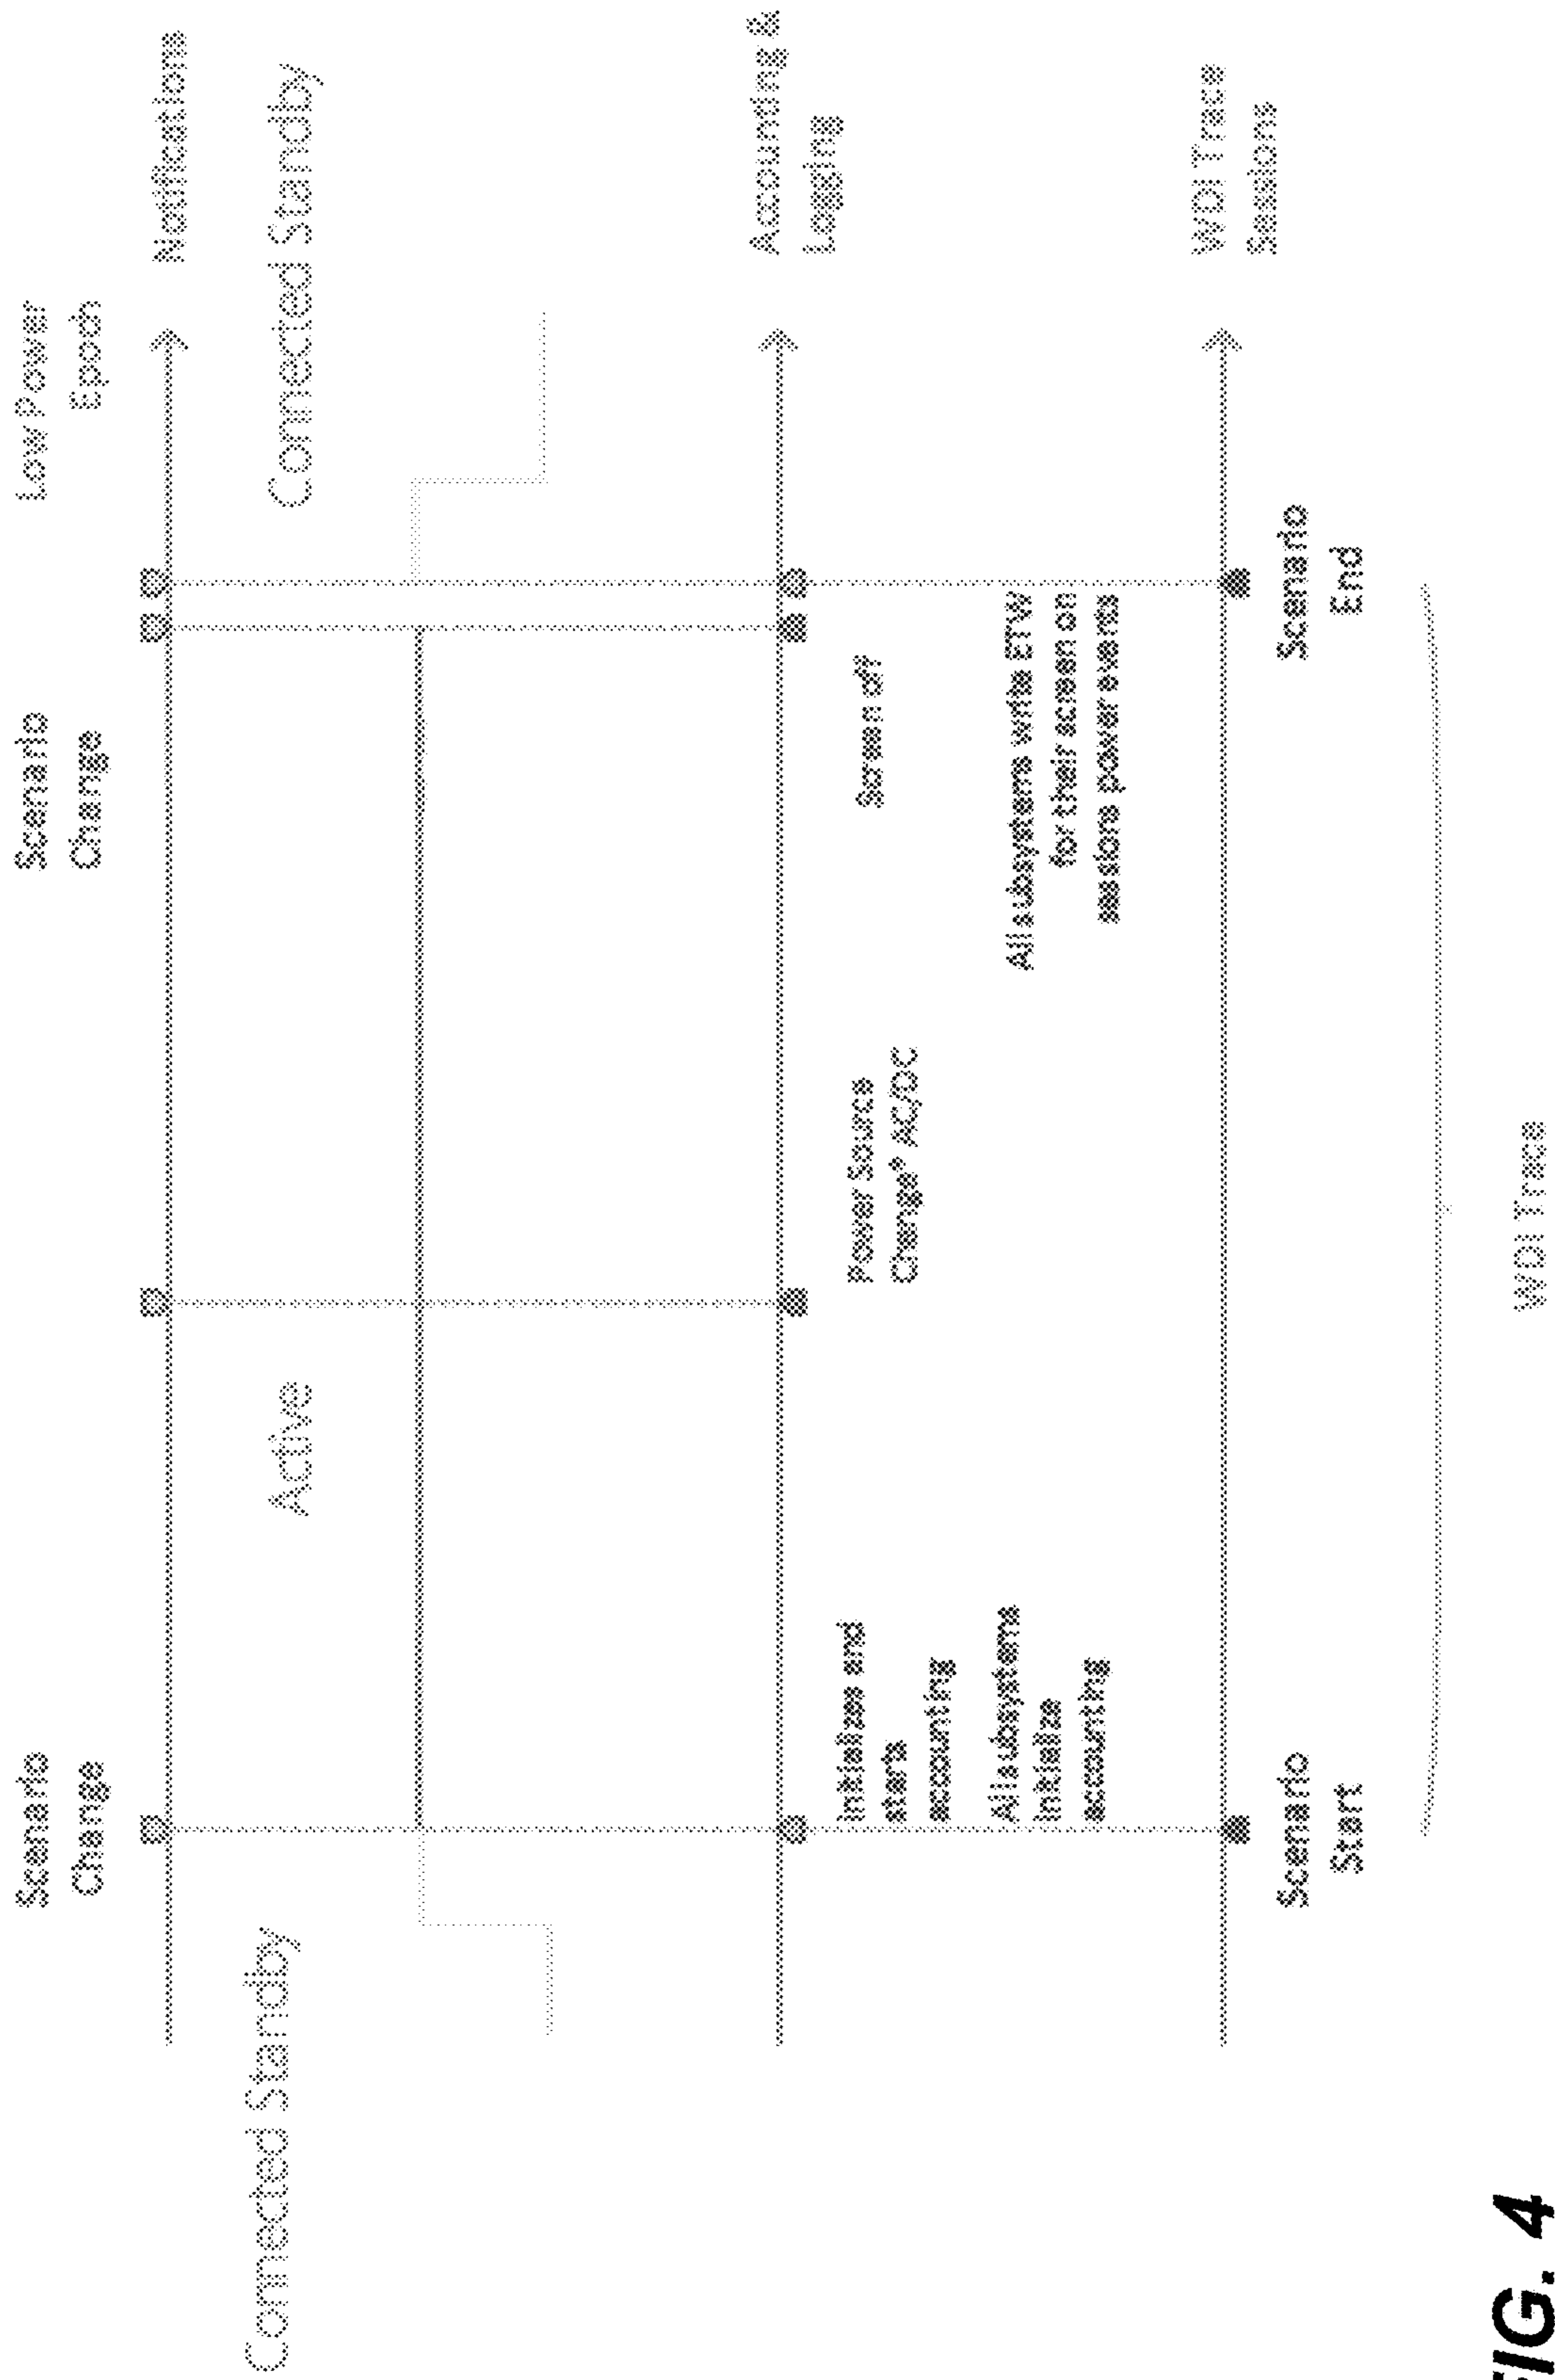 Scenario
Change
Scenario
Change
Low Power
Epoch
Notifications
Connected Standby
Active
Connected Standby
Accounting &
Logging
Initializes and
starts
accounting
All subsystems
initialize
accounting
Power Source
Change* AC/DC
Screen off
All subsystems write ETW
for their screen on
sessions power events
WDI Trace
Sessions
Scenario
Start
Scenario
End
WDI Trace
FIG. 4